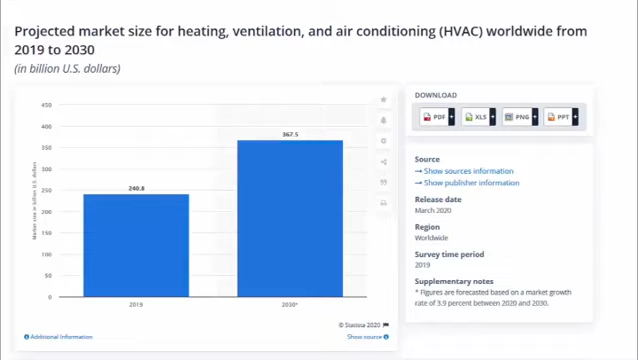 Projected market size for heating, ventilation, and air conditioning (HVAC) worldwide from
2019 to 2030
(in billion U.S. dollars)
450
400
350
300
250
200
150
100
50
0
Market size in billion U.S. dollars
240.8
367.5
2019
2030*
© Statista 2020
Additional Information
Show source
DOWNLOAD
PDF +
XLS +
PNG +
PPT +
Source
→ Show sources information
→ Show publisher information
Release date
March 2020
Region
Worldwide
Survey time period
2019
Supplementary notes
* Figures are forecasted based on a market growth
rate of 3.9 percent between 2020 and 2030.